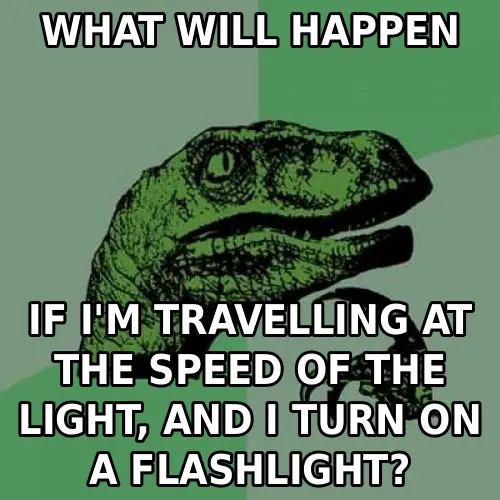 WHAT WILL HAPPEN
IF I'M TRAVELLING AT
THE SPEED OF THE
LIGHT, AND I TURN ON
A FLASHLIGHT?